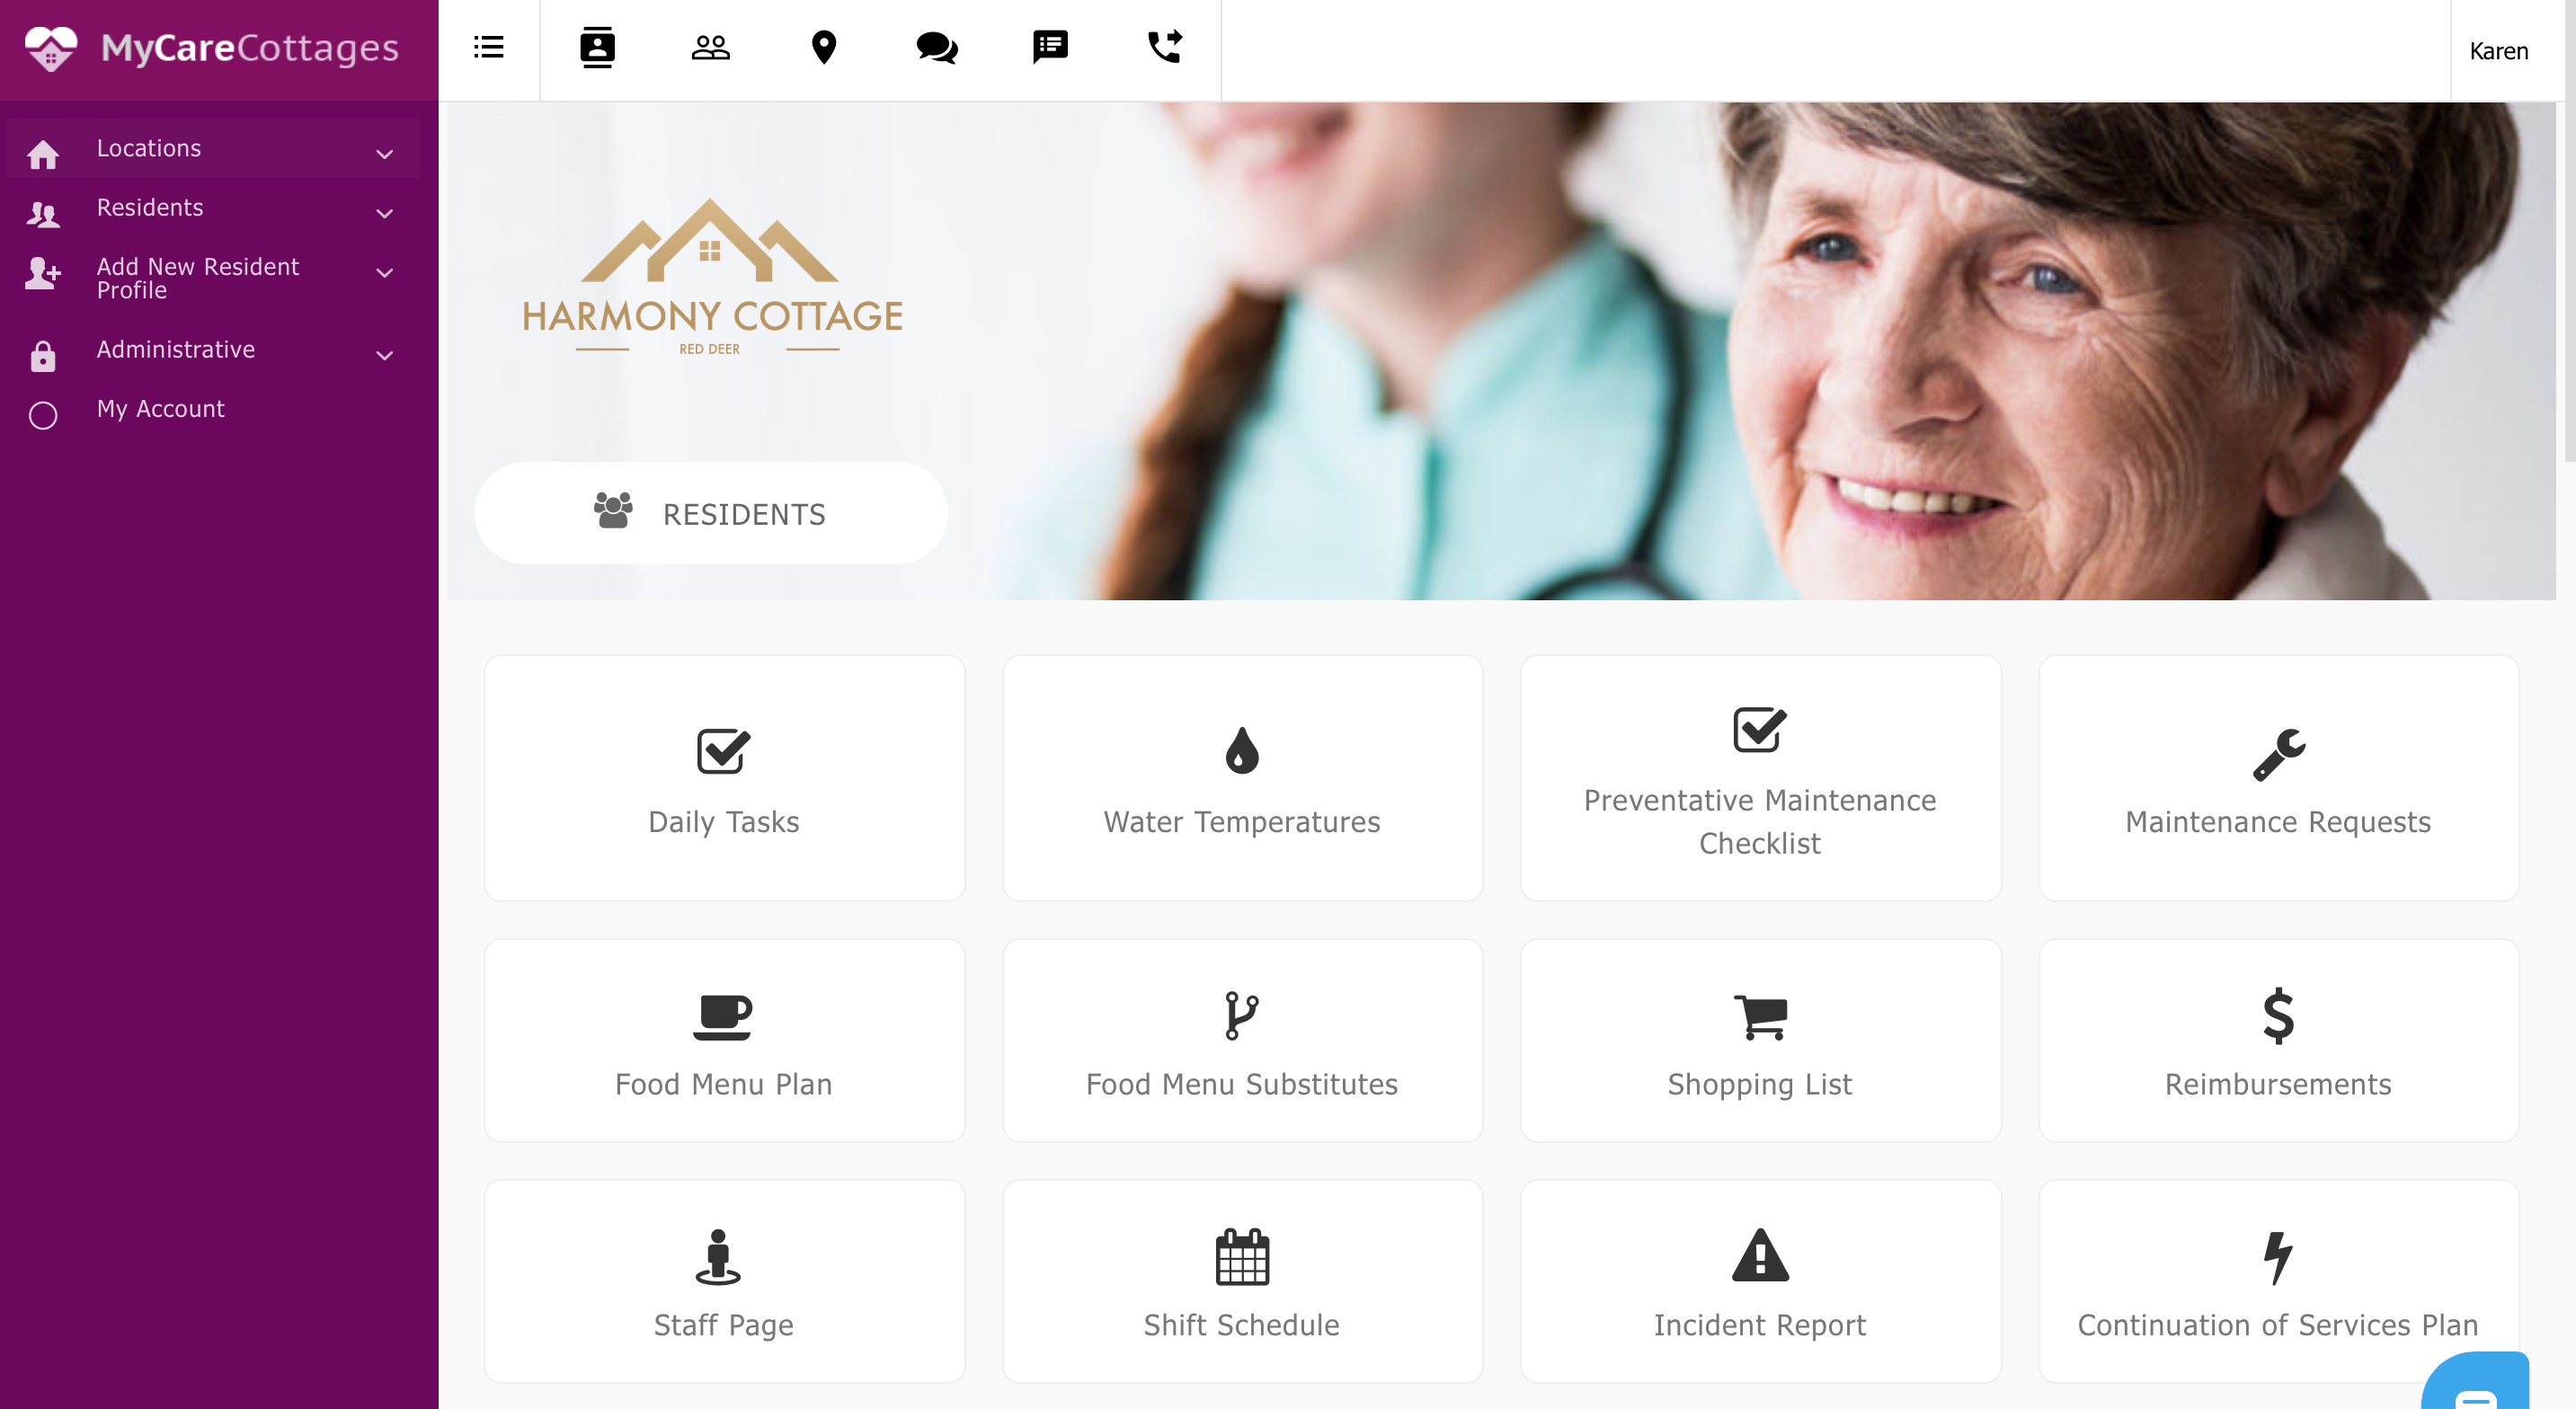 MyCareCottages
Karen
Locations
Residents
Add New Resident
Profile
Administrative
My Account
HARMONY COTTAGE
RED DEER
RESIDENTS
Daily Tasks
Water Temperatures
Preventative Maintenance
Checklist
Maintenance Requests
Food Menu Plan
Food Menu Substitutes
Shopping List
Reimbursements
Staff Page
Shift Schedule
Incident Report
Continuation of Services Plan